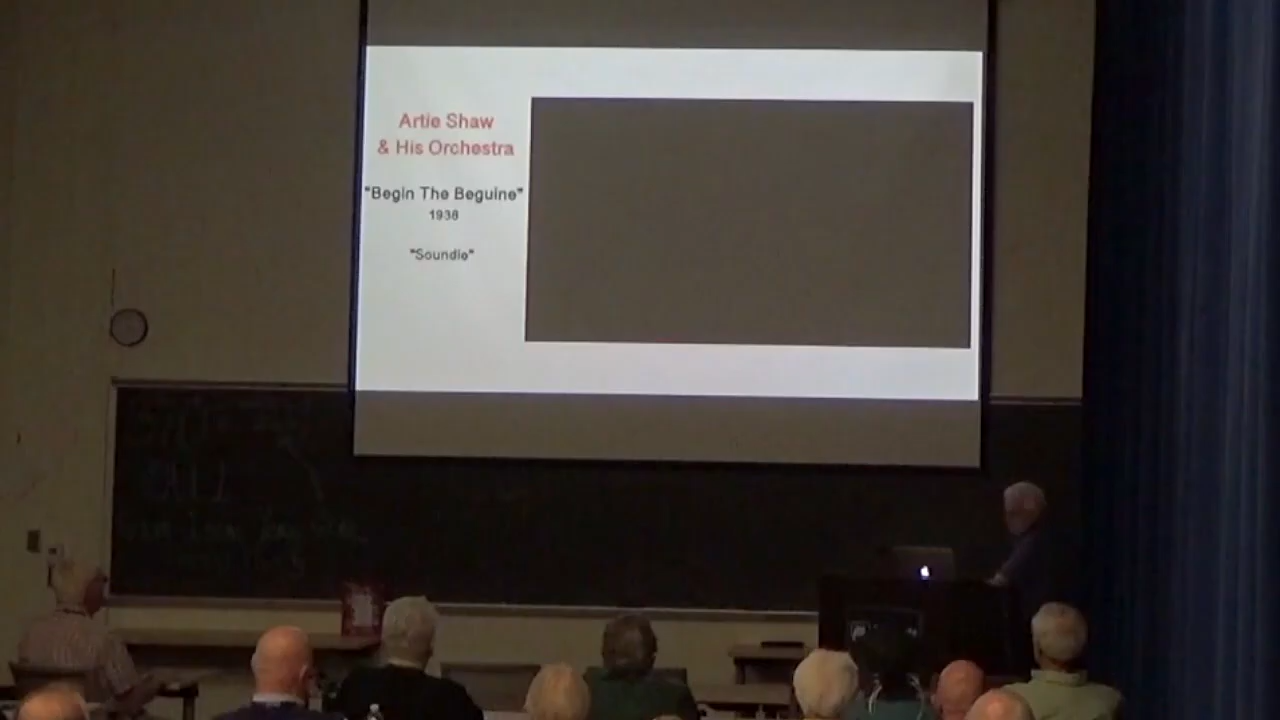 Artie Shaw
& His Orchestra
"Begin The Beguine"
1938
"Soundie"